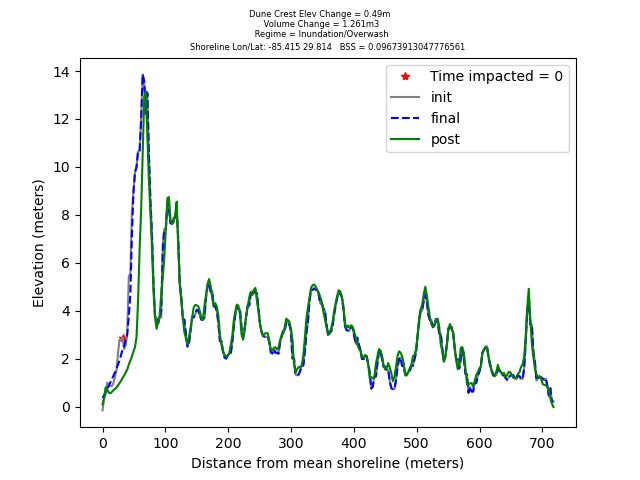 Dune Crest Elev Change = 0.49m
Volume Change = 1.261m3
Regime = Inundation/Overwash
Shoreline Lon/Lat: -85.415 29.814 BSS = 0.09673913047776561
Time impacted = 0
init
final
post
14
12
10
8
6
4
2
0
Elevation (meters)
0 100 200 300 400 500 600 700
Distance from mean shoreline (meters)